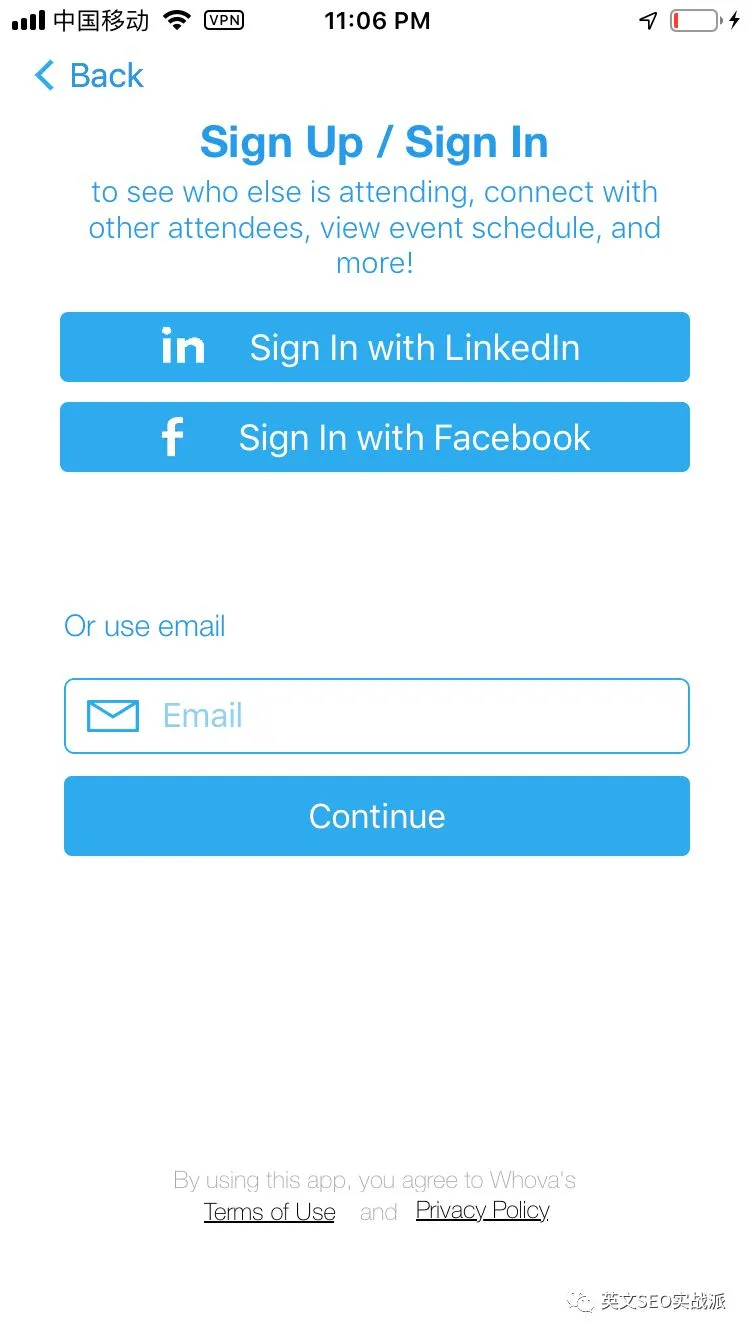 中国移动 VPN 11:06 PM
Back
Sign Up / Sign In
to see who else is attending, connect with
other attendees, view event schedule, and
more!
in Sign In with LinkedIn
f Sign In with Facebook
Or use email
Email
Continue
By using this app, you agree to Whova's
Terms of Use and Privacy Policy
英文SEO实战派